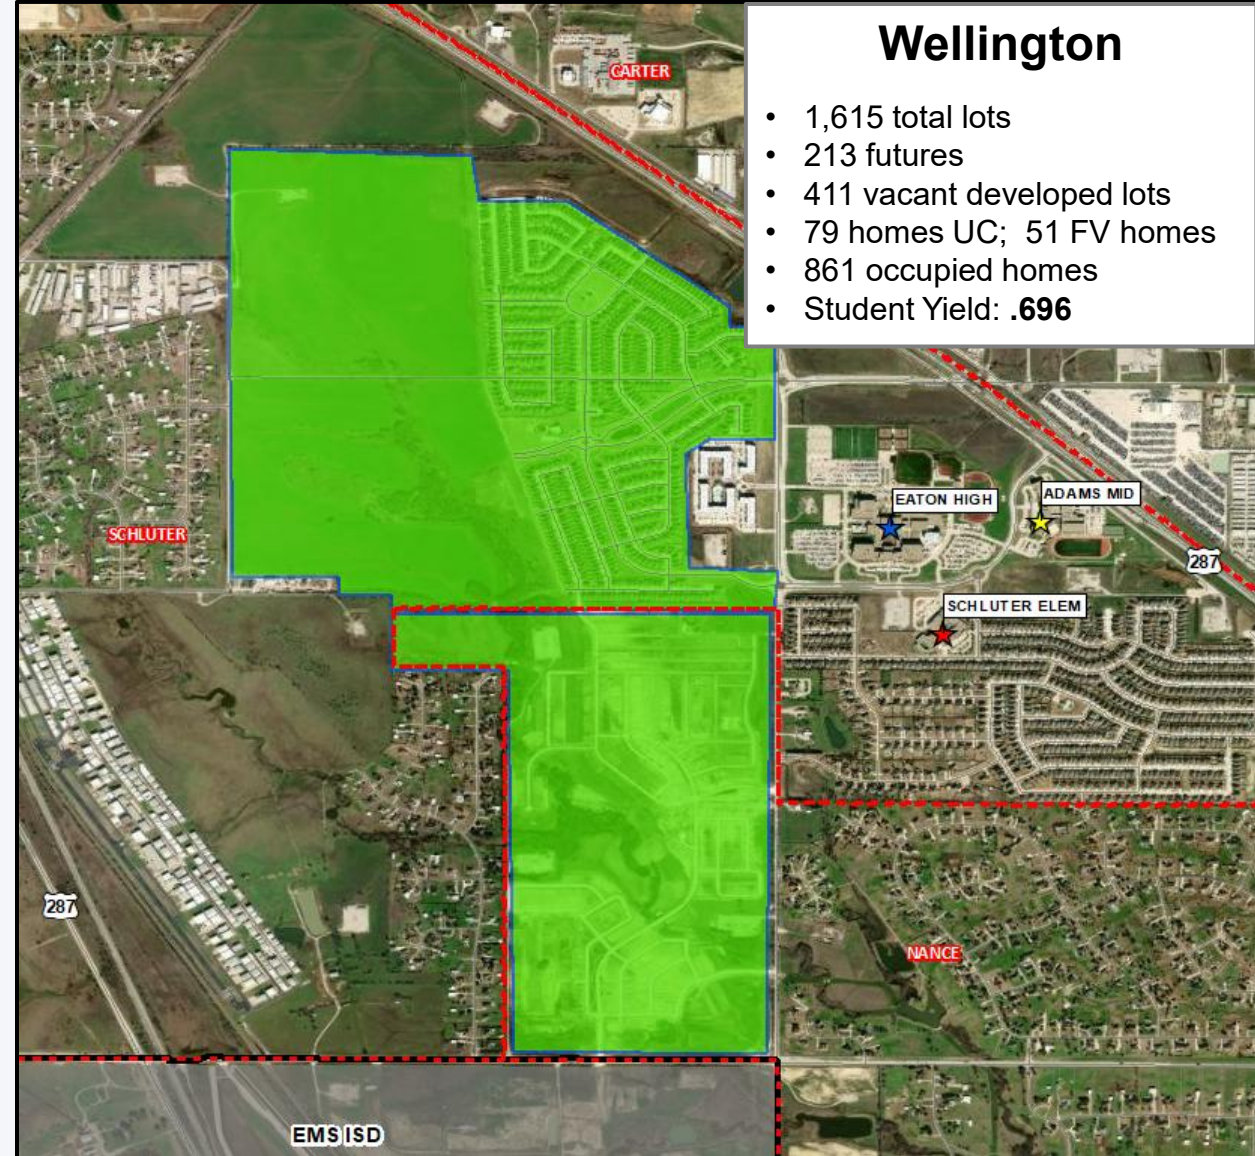 Wellington
• 1,615 total lots
• 213 futures
• 411 vacant developed lots
• 79 homes UC; 51 FV homes
• 861 occupied homes
• Student Yield: .696
CARTER
EATON HIGH
ADAMS MID
SCHLUTER
287
SCHLUTER ELEM
287
NANCE
EMS ISD